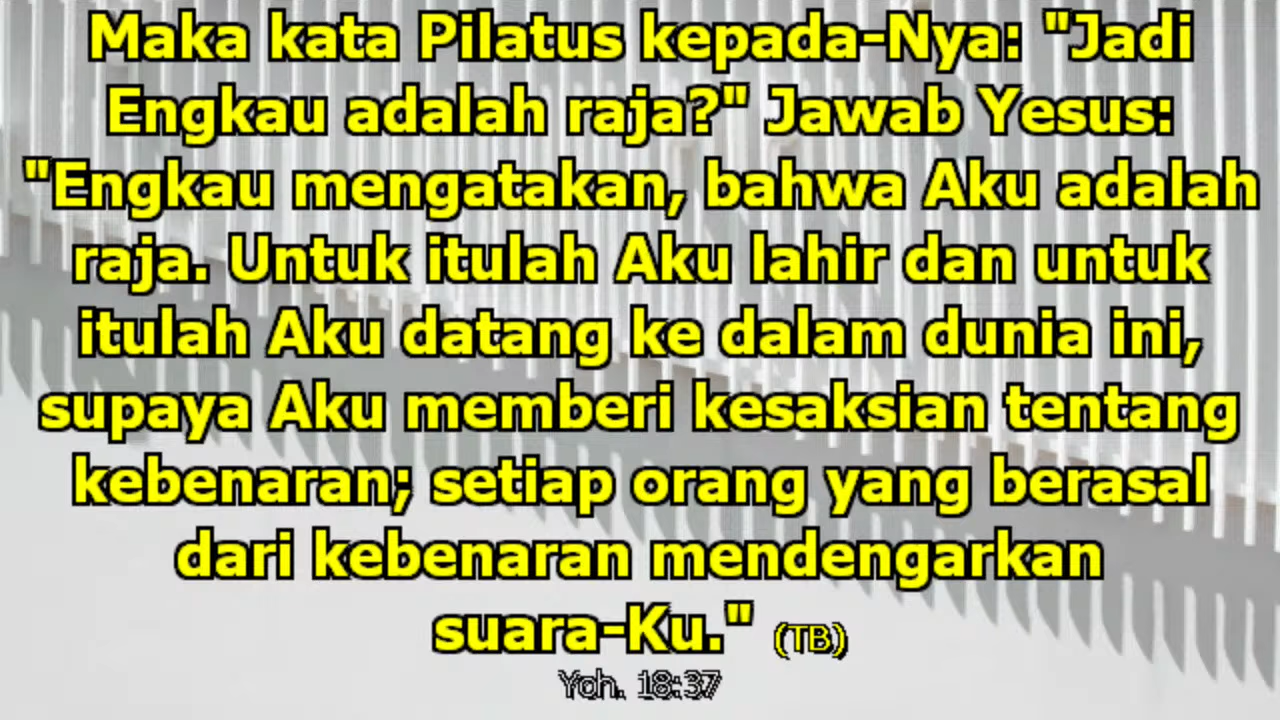 Maka kata Pilatus kepada-Nya: "Jadi
Engkau adalah raja?" Jawab Yesus:
"Engkau mengatakan, bahwa Aku adalah
raja. Untuk itulah Aku lahir dan untuk
itulah Aku datang ke dalam dunia ini,
supaya Aku memberi kesaksian tentang
kebenaran; setiap orang yang berasal
dari kebenaran mendengarkan
suara-Ku." (TB)
Yoh. 18:37